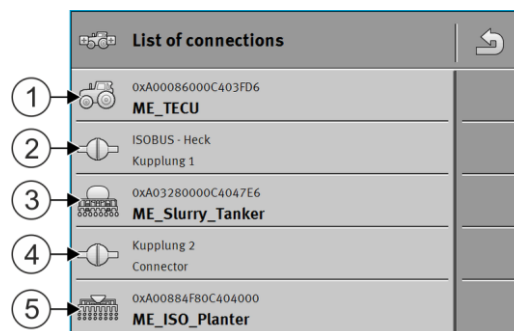 List of connections
1
0xA00086000C403FD6
ME_TECU
2
ISOBUS - Heck
Kupplung 1
3
0xA03280000C4047E6
ME_Slurry_Tanker
4
Kupplung 2
Connector
5
0xA00884F80C404000
ME_ISO_Planter